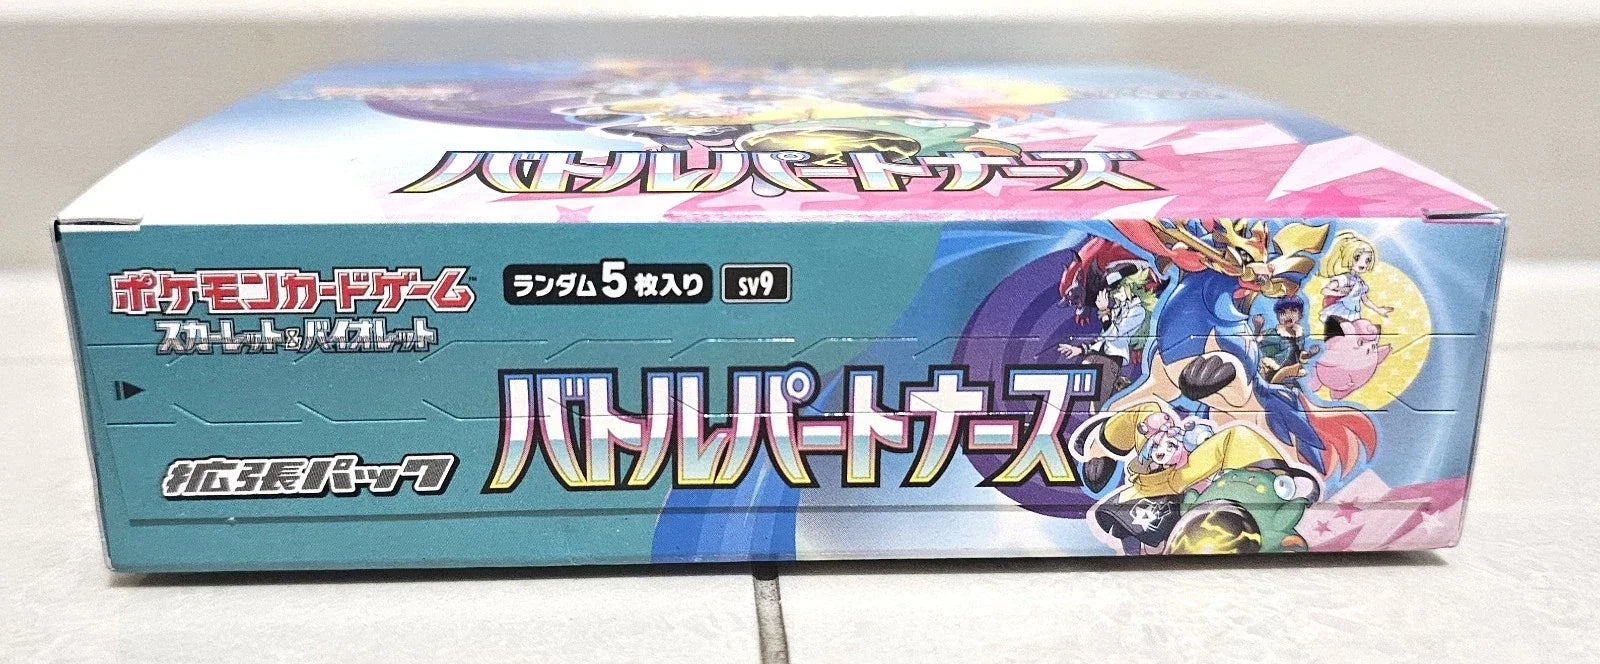 バトルパートナーズ
ポケモンカードゲーム
スカーレット&バイオレット
ランダム5枚入り
SV9
バトルパートナーズ
拡張パック